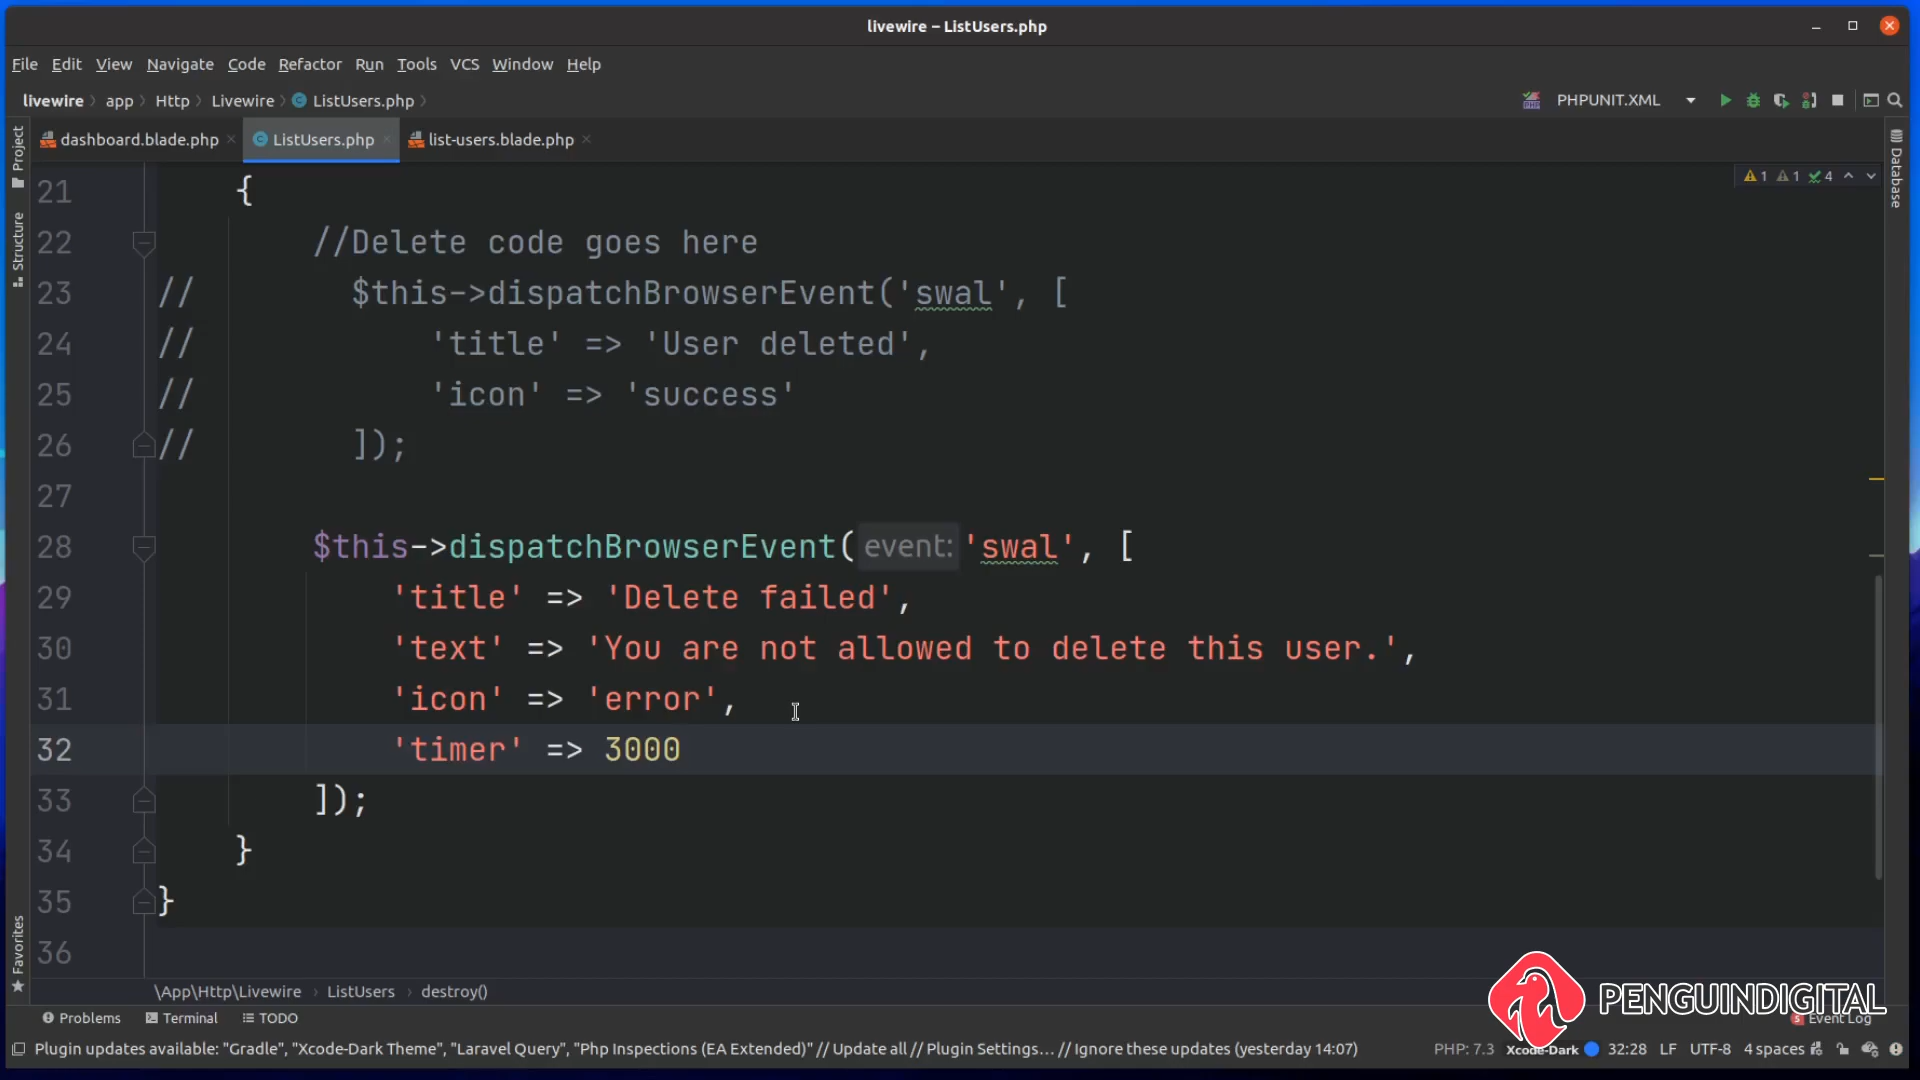 livewire – ListUsers.php
File Edit View Navigate Code Refactor Run Tools VCS Window Help
livewire app Http Livewire ListUsers.php PHPUNIT.XML
dashboard.blade.php ListUsers.php list-users.blade.php
Project
Structure
Favorites
Database
1 1 4
21 {
22 //Delete code goes here
23 // $this->dispatchBrowserEvent('swal', [
24 // 'title' => 'User deleted',
25 // 'icon' => 'success'
26 // ]);
27
28 $this->dispatchBrowserEvent( event: 'swal', [
29 'title' => 'Delete failed',
30 'text' => 'You are not allowed to delete this user.',
31 'icon' => 'error',
32 'timer' => 3000
33 ]);
34 }
35 }
36
\App\Http\Livewire › ListUsers › destroy()
PENGUINDIGITAL
Problems Terminal TODO Event Log
Plugin updates available: "Gradle", "Xcode-Dark Theme", "Laravel Query", "Php Inspections (EA Extended)" // Update all // Plugin Settings... // Ignore these updates (yesterday 14:07) PHP: 7.3 Xcode-Dark 32:28 LF UTF-8 4 spaces